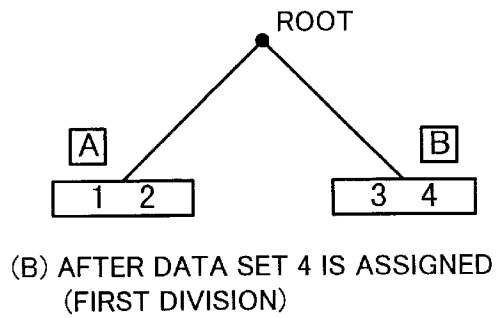 ROOT
A B
1 2 3 4
(B) AFTER DATA SET 4 IS ASSIGNED
(FIRST DIVISION)